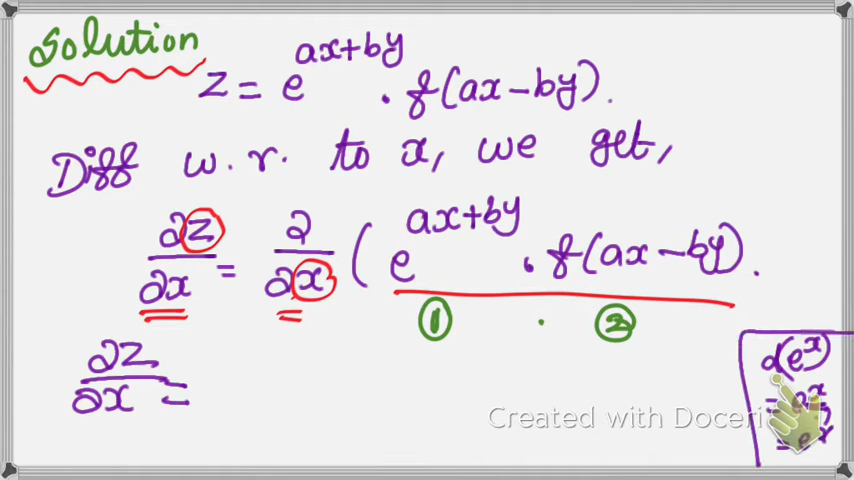 Solution
z = e^{ax+by} . f(ax-by).
Diff w.r. to x, we get,
∂z/∂x = ∂/∂x (e^{ax+by} . f(ax-by).
① . ②
∂z/∂x =
d(e^x)
Created with Doceri